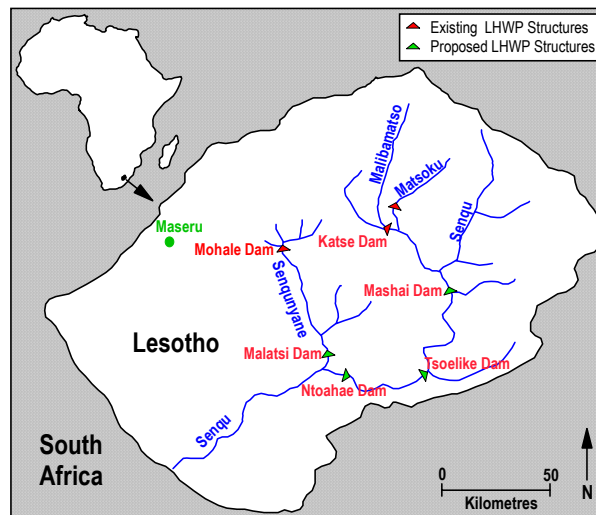 Existing LHWP Structures
Proposed LHWP Structures
Malibamatso
Matsoku
Senqu
Maseru
Mohale Dam
Katse Dam
Senqunyane
Mashai Dam
Lesotho
Malatsi Dam
Tsoelike Dam
Ntoahae Dam
Senqu
South
Africa
0
50
Kilometres
N